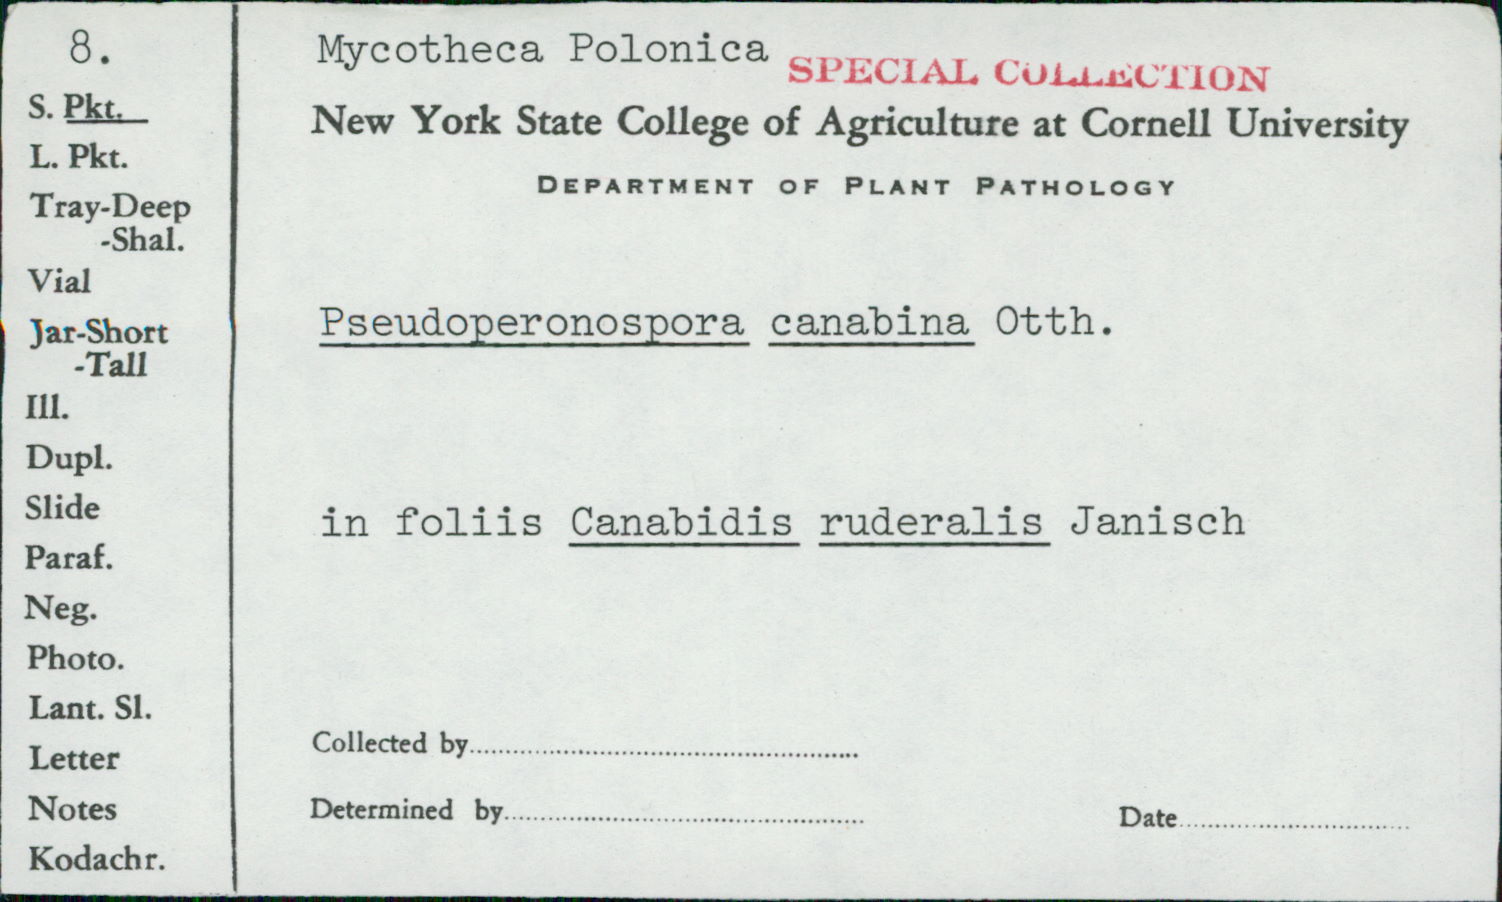 8.
S. Pkt.
L. Pkt.
Tray-Deep
-Shal.
Vial
Jar-Short
-Tall
Ill.
Dupl.
Slide
Paraf.
Neg.
Photo.
Lant. Sl.
Letter
Notes
Kodachr.
Mycotheca Polonica SPECIAL COLLECTION
New York State College of Agriculture at Cornell University
DEPARTMENT OF PLANT PATHOLOGY
Pseudoperonospora canabina Otth.
in foliis Canabidis ruderalis Janisch
Collected by
Determined by
Date